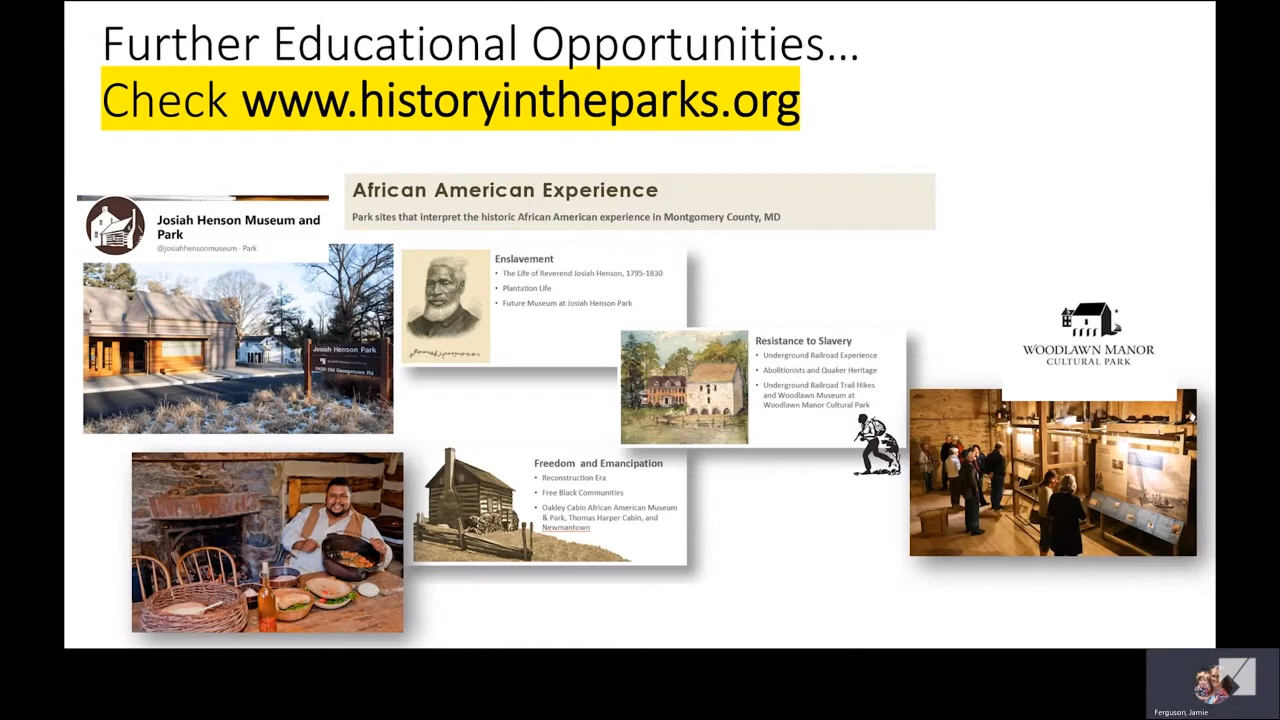 Further Educational Opportunities...
Check www.historyintheparks.org
African American Experience
Park sites that interpret the historic African American experience in Montgomery County, MD
Josiah Henson Museum and
Park
@josiahhensonmuseum · Park
Josiah Henson Park
Enslavement
• The Life of Reverend Josiah Henson, 1795-1830
• Plantation Life
• Future Museum at Josiah Henson Park
Resistance to Slavery
• Underground Railroad Experience
• Abolitionists and Quaker Heritage
• Underground Railroad Trail Hikes
and Woodlawn Museum at
Woodlawn Manor Cultural Park
WOODLAWN MANOR
CULTURAL PARK
Freedom and Emancipation
• Reconstruction Era
• Free Black Communities
• Oakley Cabin African American Museum
& Park, Thomas Harper Cabin, and
Newmantown
Ferguson, Jamie